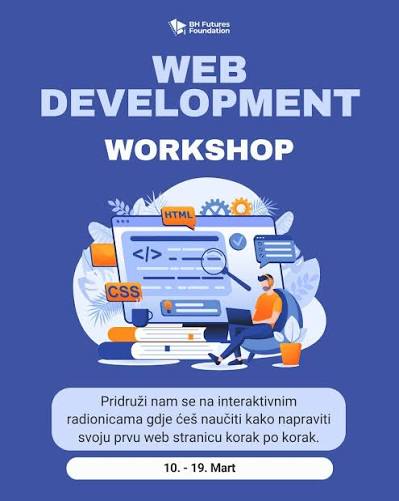 BH Futures
Foundation
WEB
DEVELOPMENT
WORKSHOP
HTML
</>
CSS
Pridruži nam se na interaktivnim
radionicama gdje ćeš naučiti kako napraviti
svoju prvu web stranicu korak po korak.
10. - 19. Mart